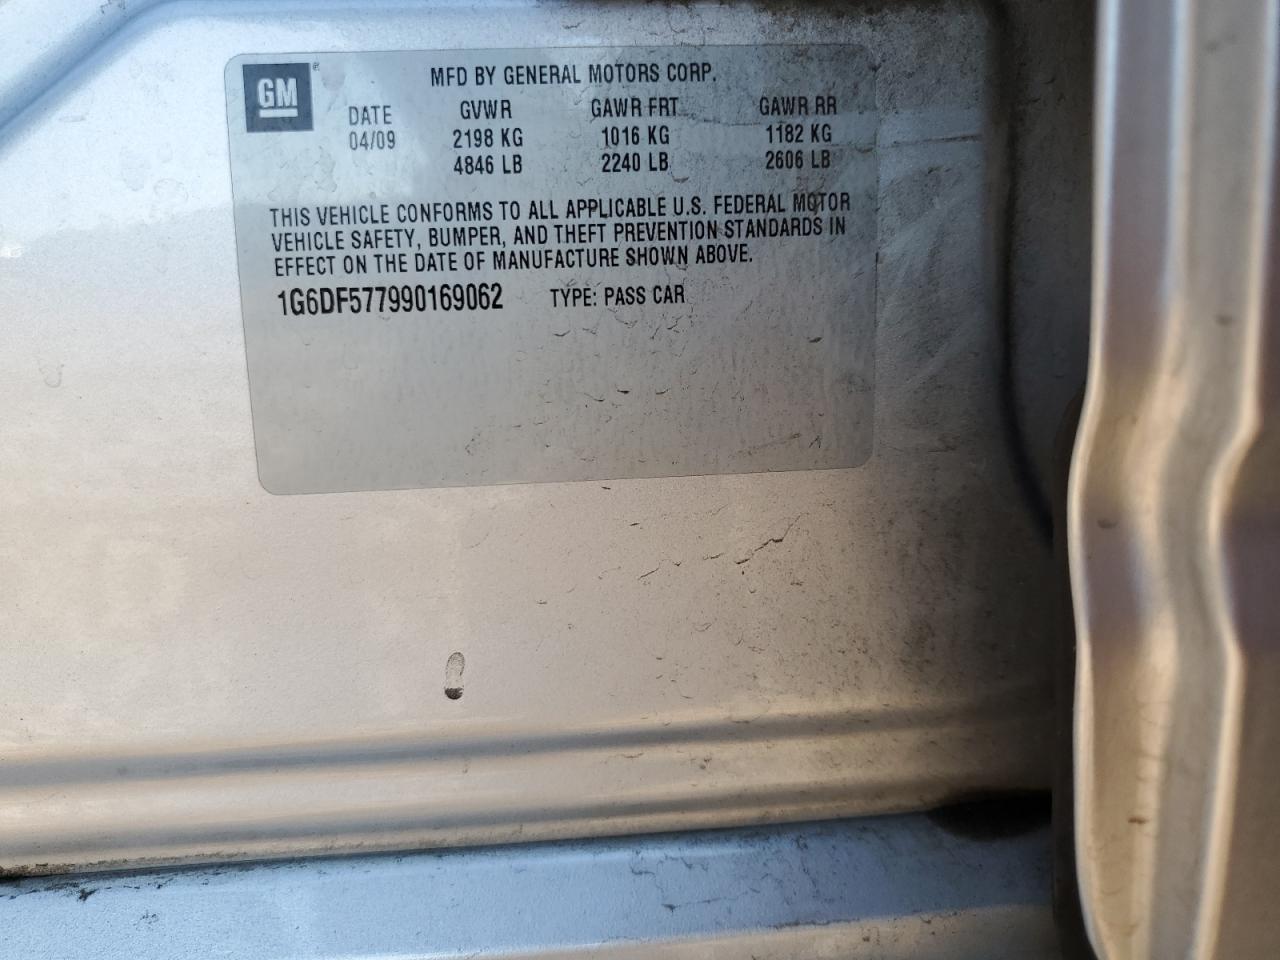 GM ®
MFD BY GENERAL MOTORS CORP.
DATE GVWR GAWR FRT GAWR RR
04/09 2198 KG 1016 KG 1182 KG
4846 LB 2240 LB 2606 LB
THIS VEHICLE CONFORMS TO ALL APPLICABLE U.S. FEDERAL MOTOR
VEHICLE SAFETY, BUMPER, AND THEFT PREVENTION STANDARDS IN
EFFECT ON THE DATE OF MANUFACTURE SHOWN ABOVE.
1G6DF577990169062 TYPE: PASS CAR